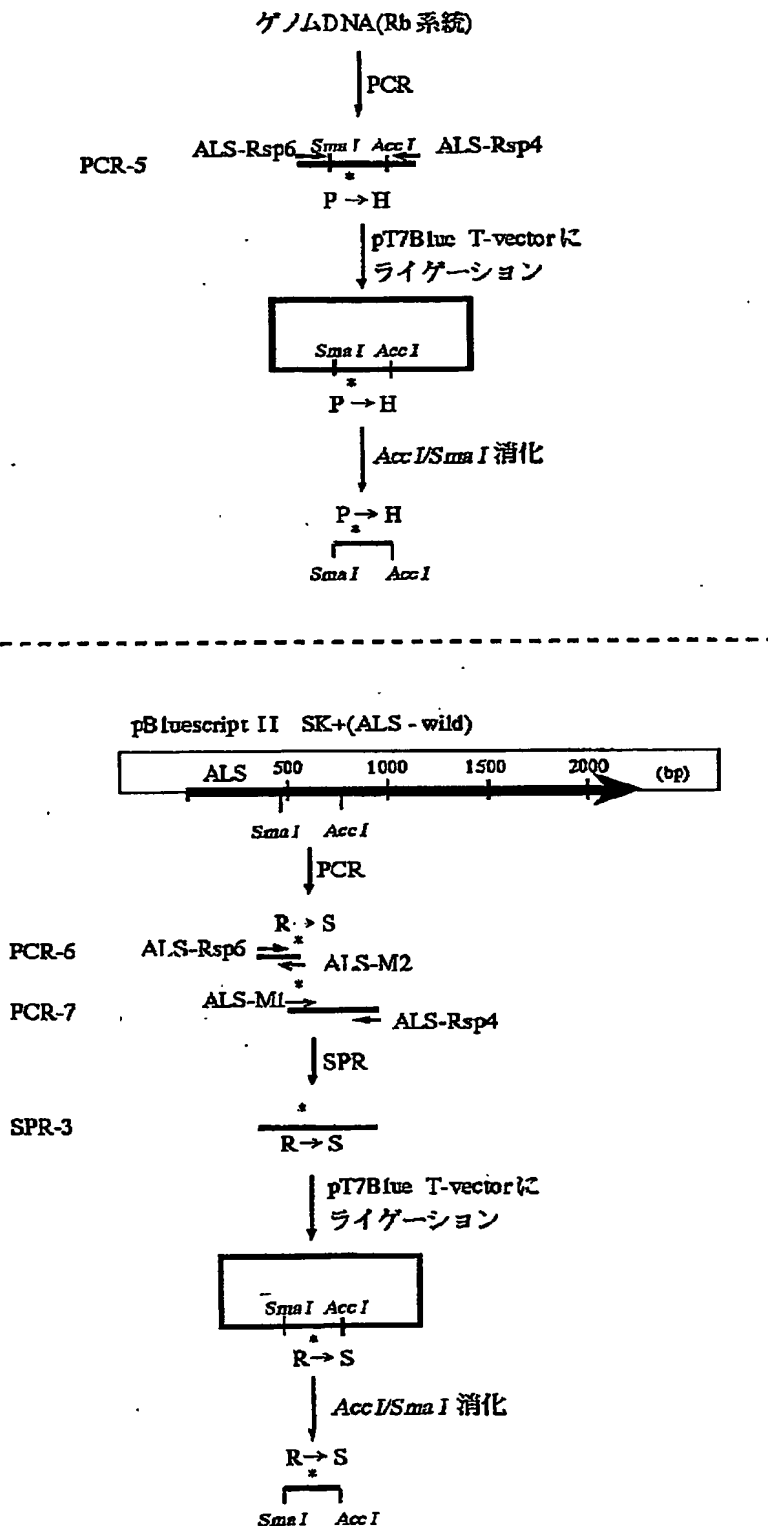 ゲノムDNA(Rb 系統)
PCR
ALS-Rsp6 Sma I Acc I ALS-Rsp4
PCR-5
*
P → H
pT7Blue T-vectorに
ライゲーション
Sma I Acc I
*
P → H
Acc I/Sma I 消化
P → H
*
Sma I Acc I
pBluescript II SK+(ALS - wild)
ALS 500 1000 1500 2000 (bp)
Sma I Acc I
PCR
R → S
*
PCR-6 ALS-Rsp6
ALS-M2
*
ALS-M1
PCR-7
ALS-Rsp4
SPR
*
SPR-3
R → S
pT7Blue T-vectorに
ライゲーション
Sma I Acc I
*
R → S
Acc I/Sma I 消化
R → S
*
Sma I Acc I